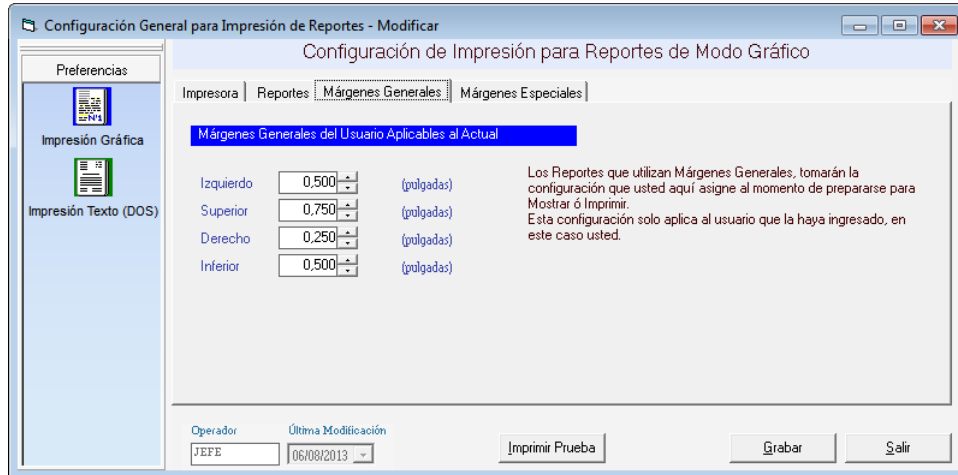 Configuración General para Impresión de Reportes - Modificar
Configuración de Impresión para Reportes de Modo Gráfico
Preferencias
Impresión Gráfica
Impresión Texto (DOS)
Impresora
Reportes
Márgenes Generales
Márgenes Especiales
Márgenes Generales del Usuario Aplicables al Actual
Izquierdo 0,500 (pulgadas)
Superior 0,750 (pulgadas)
Derecho 0,250 (pulgadas)
Inferior 0,500 (pulgadas)
Los Reportes que utilizan Márgenes Generales, tomarán la
configuración que usted aquí asigne al momento de prepararse para
Mostrar ó Imprimir.
Esta configuración solo aplica al usuario que la haya ingresado, en
este caso usted.
Operador
Última Modificación
JEFE
06/08/2013
Imprimir Prueba
Grabar
Salir